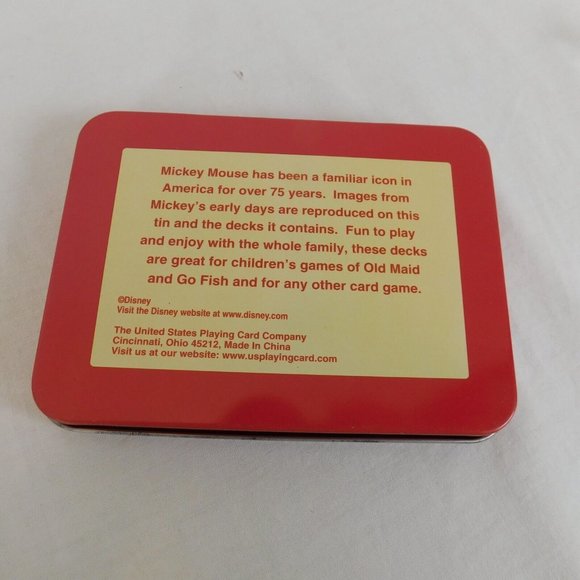 Mickey Mouse has been a familiar icon in
America for over 75 years.  Images from
Mickey's early days are reproduced on this
tin and the decks it contains.  Fun to play
and enjoy with the whole family, these decks
are great for children's games of Old Maid
and Go Fish and for any other card game.
©Disney
Visit the Disney website at www.disney.com
The United States Playing Card Company
Cincinnati, Ohio 45212, Made In China
Visit us at our website: www.usplayingcard.com